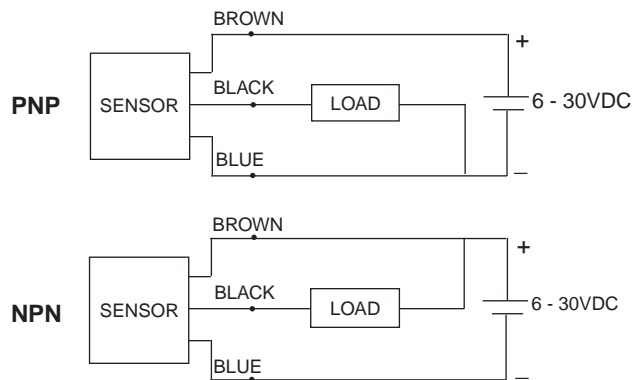 BROWN
+
PNP SENSOR BLACK LOAD 6 - 30VDC
BLUE
–
BROWN
+
NPN SENSOR BLACK LOAD 6 - 30VDC
BLUE
–